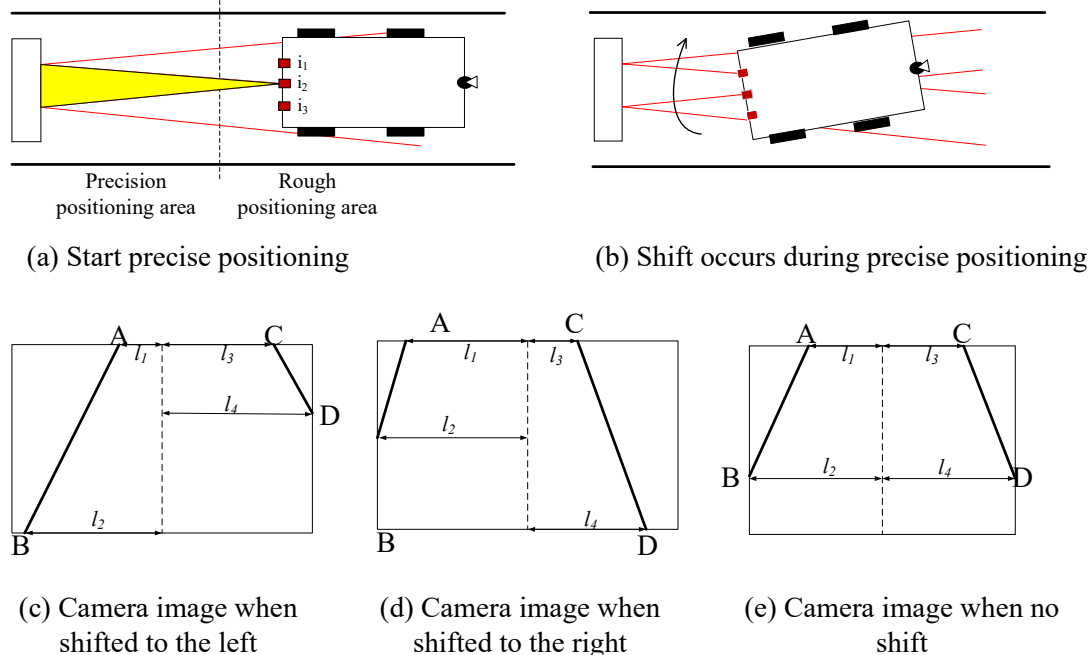 i1
i2
i3
Precision
positioning area
Rough
positioning area
(a) Start precise positioning
(b) Shift occurs during precise positioning
A
C
l1
l3
l4
D
l2
B
(c) Camera image when
shifted to the left
A
C
l1
l3
l2
l4
B
D
(d) Camera image when
shifted to the right
A
C
l1
l3
B
l2
l4
D
(e) Camera image when no
shift